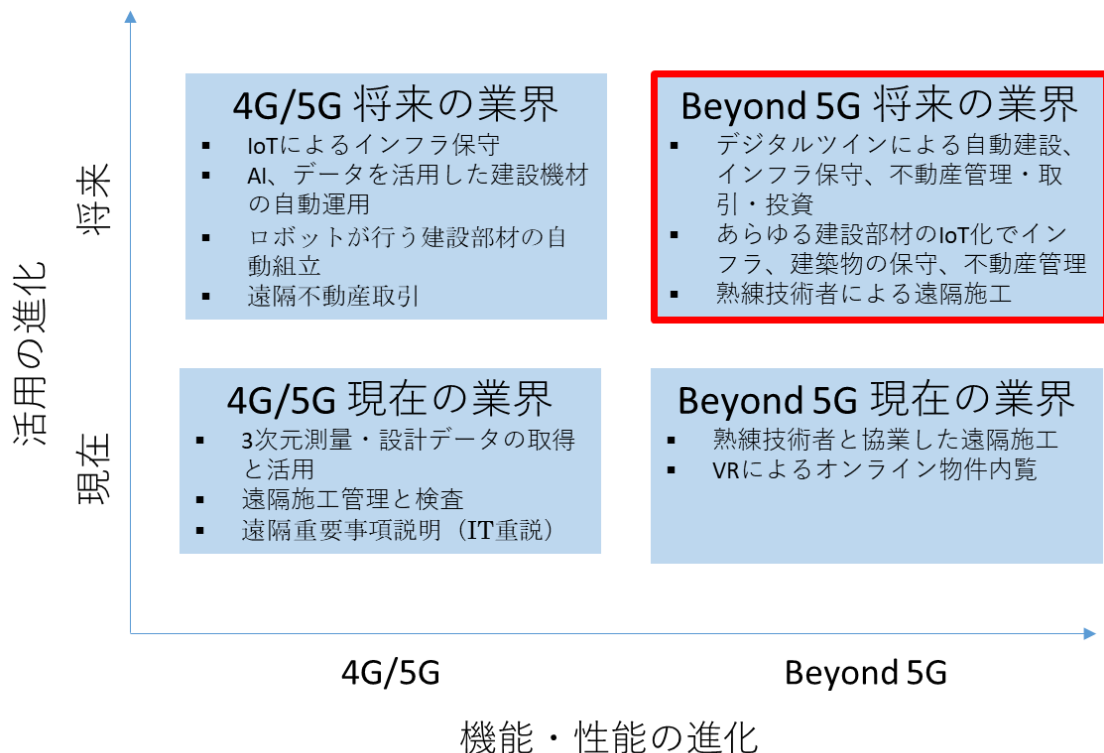 活用の進化
将来
現在
4G/5G 将来の業界
▪ IoTによるインフラ保守
▪ AI、データを活用した建設機材
の自動運用
▪ ロボットが行う建設部材の自
動組立
▪ 遠隔不動産取引
Beyond 5G 将来の業界
▪ デジタルツインによる自動建設、
インフラ保守、不動産管理・取
引・投資
▪ あらゆる建設部材のIoT化でイン
フラ、建築物の保守、不動産管理
▪ 熟練技術者による遠隔施工
4G/5G 現在の業界
▪ 3次元測量・設計データの取得
と活用
▪ 遠隔施工管理と検査
▪ 遠隔重要事項説明（IT重説）
Beyond 5G 現在の業界
▪ 熟練技術者と協業した遠隔施工
▪ VRによるオンライン物件内覧
4G/5G
Beyond 5G
機能・性能の進化